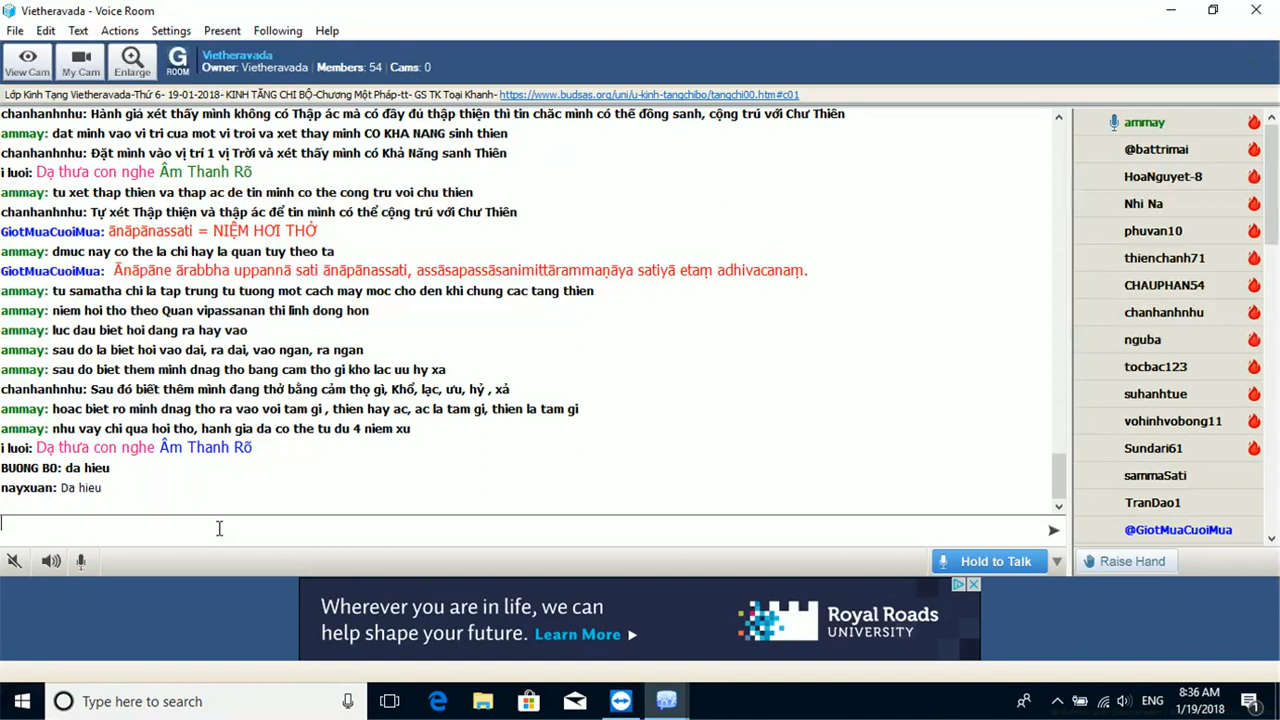 Vietheravada - Voice Room
File Edit Text Actions Settings Present Following Help
View Cam My Cam Enlarge G ROOM
Vietheravada
Owner: Vietheravada | Members: 54 | Cams: 0
Lớp Kinh Tạng Vietheravada-Thứ 6- 19-01-2018- KINH TĂNG CHI BỘ-Chương Một Pháp-tt- GS TK Toại Khanh- https://www.budsas.org/uni/u-kinh-tangchibo/tangchi00.htm#c01
chanhanhnhu: Hành giả xét thấy mình không có Thập ác mà có đầy đủ thập thiện thì tin chăc mình có thể đồng sanh, cộng trú với Chư Thiên
ammay: dat minh vao vi tri cua mot vi troi va xet thay minh CO KHA NANG sinh thien
chanhanhnhu: Đặt mình vào vị trí 1 vị Trời và xét thấy mình có Khả Năng sanh Thiên
i luoi: Dạ thưa con nghe Âm Thanh Rõ
ammay: tu xet thap thien va thap ac de tin minh co the cong tru voi chu thien
chanhanhnhu: Tự xét Thập thiện và thập ác để tin mình có thể cộng trú với Chư Thiên
GiotMuaCuoiMua: ānāpānassati = NIỆM HƠI THỞ
ammay: dmuc nay co the la chi hay la quan tuy theo ta
GiotMuaCuoiMua: Ānāpāne ārabbha uppannā sati ānāpānassati, assāsapassāsanimittārammaṇāya satiyā etaṃ adhivacanaṃ.
ammay: tu samatha chi la tap trung tu tuong mot cach may moc cho den khi chung cac tang thien
ammay: niem hoi tho theo Quan vipassanan thi linh dong hon
ammay: luc dau biet hoi dang ra hay vao
ammay: sau do la biet hoi vao dai, ra dai, vao ngan, ra ngan
ammay: sau do biet them minh dnag tho bang cam tho gi kho lac uu hy xa
chanhanhnhu: Sau đó biết thêm mình đang thở bằng cảm thọ gì, Khổ, lạc, ưu, hỷ , xả
ammay: hoac biet ro minh dnag tho ra vao voi tam gi , thien hay ac, ac la tam gi, thien la tam gi
ammay: nhu vay chi qua hoi tho, hanh gia da co the tu du 4 niem xu
i luoi: Dạ thưa con nghe Âm Thanh Rõ
BUONG BO: da hieu
nayxuan: Da hieu
ammay
@battrimai
HoaNguyet-8
Nhi Na
phuvan10
thienchanh71
CHAUPHAN54
chanhanhnhu
nguba
tocbac123
suhanhtue
vohinhvobong11
Sundari61
sammaSati
TranDao1
@GiotMuaCuoiMua
Hold to Talk
Raise Hand
Wherever you are in life, we can
help shape your future. Learn More
Royal Roads
UNIVERSITY
Type here to search
ENG
8:36 AM
1/19/2018
1